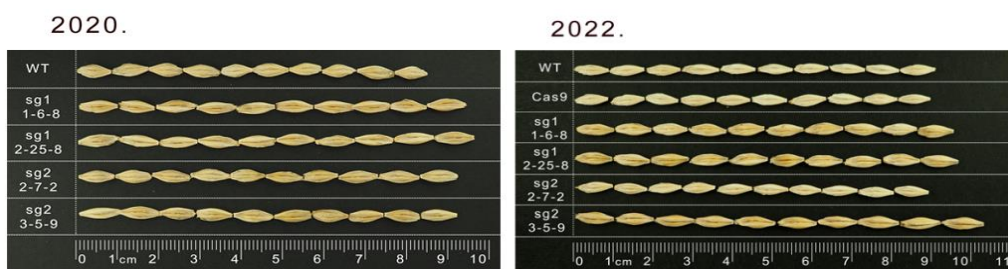 2020.
WT
sg1
1-6-8
sg1
2-25-8
sg2
2-7-2
sg2
3-5-9
0 1cm 2 3 4 5 6 7 8 9 10
2022.
WT
Cas9
sg1
1-6-8
sg1
2-25-8
sg2
2-7-2
sg2
3-5-9
0 1cm 2 3 4 5 6 7 8 9 10 11